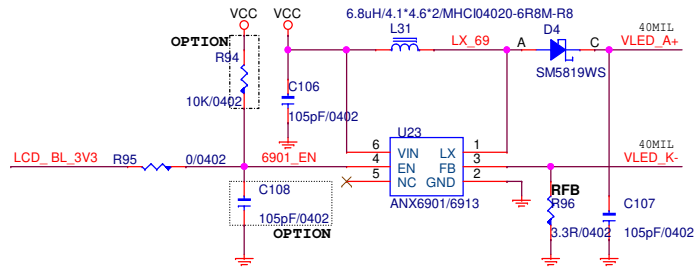 6.8uH/4.1*4.6*2/MHCI04020-6R8M-R8
VCC
VCC
L31
D4
40MIL
OPTION
LX_69
A
C
VLED_A+
R94
SM5819WS
C106
10K/0402
105pF/0402
U23
LCD_ BL_3V3
R95
0/0402
6901_EN
6
VIN
LX
1
4
EN
FB
3
5
NC
GND
2
40MIL
VLED_K-
C108
ANX6901/6913
RFB
R96
C107
105pF/0402
3.3R/0402
105pF/0402
OPTION